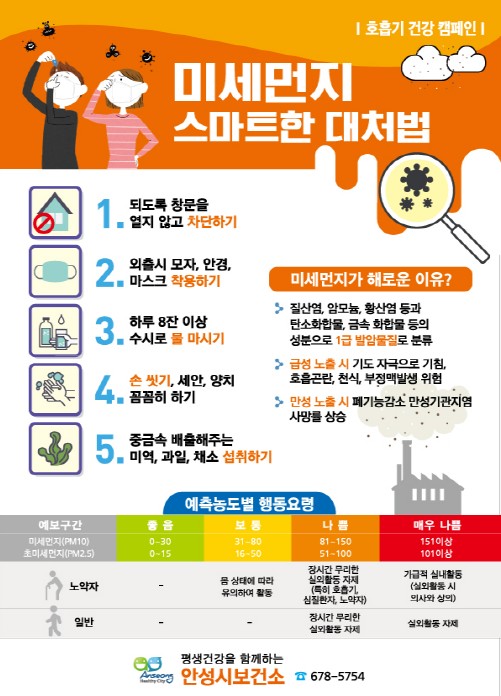 | 호흡기 건강 캠페인 |
미세먼지
스마트한 대처법
1. 되도록 창문을
열지 않고 차단하기
2. 외출시 모자, 안경,
마스크 착용하기
3. 하루 8잔 이상
수시로 물 마시기
4. 손 씻기, 세안, 양치
꼼꼼히 하기
5. 중금속 배출해주는
미역, 과일, 채소 섭취하기
미세먼지가 해로운 이유?
질산염, 암모늄, 황산염 등과
탄소화합물, 금속 화합물 등의
성분으로 1급 발암물질로 분류
급성 노출 시 기도 자극으로 기침,
호흡곤란, 천식, 부정맥발생 위험
만성 노출시 폐기능감소 만성기관지염
사망률 상승
예측농도별 행동요령
예보구간 좋 음 보 통 나 쁨 매우 나쁨
미세먼지(PM10) 0~30 31~80 81~150 151이상
초미세먼지(PM2.5) 0~15 16~50 51~100 101이상
노약자 - 몸 상태에 따라 유의하여 활동 장시간 무리한 실외활동 자제 (특히 호흡기, 심질환자, 노약자) 가급적 실내활동 (실외활동 시 의사와 상의)
일반 - - 장시간 무리한 실외활동 자제 실외활동 자제
Anseong
Healthy City
평생건강을 함께하는
안성시보건소 ☎ 678-5754